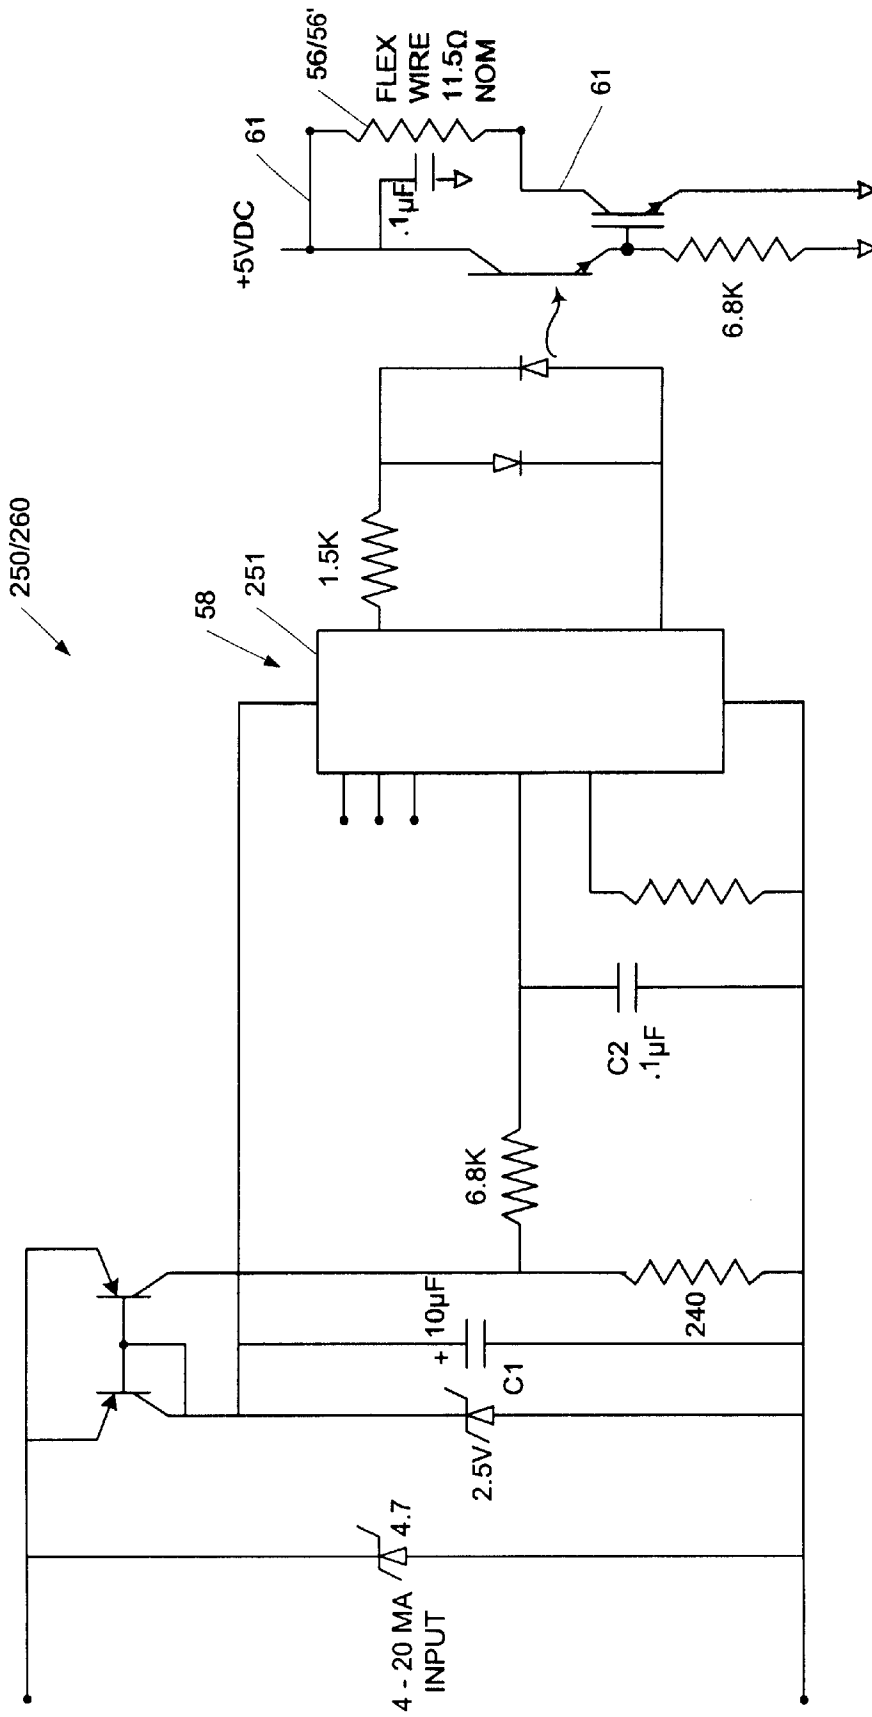 250/260
58
251
1.5K
+5VDC
61
56/56'
FLEX
WIRE
11.5Ω
NOM
.1µF
61
6.8K
6.8K
C2
.1µF
240
+ 10µF
C1
2.5V
4.7
4 - 20 MA
INPUT